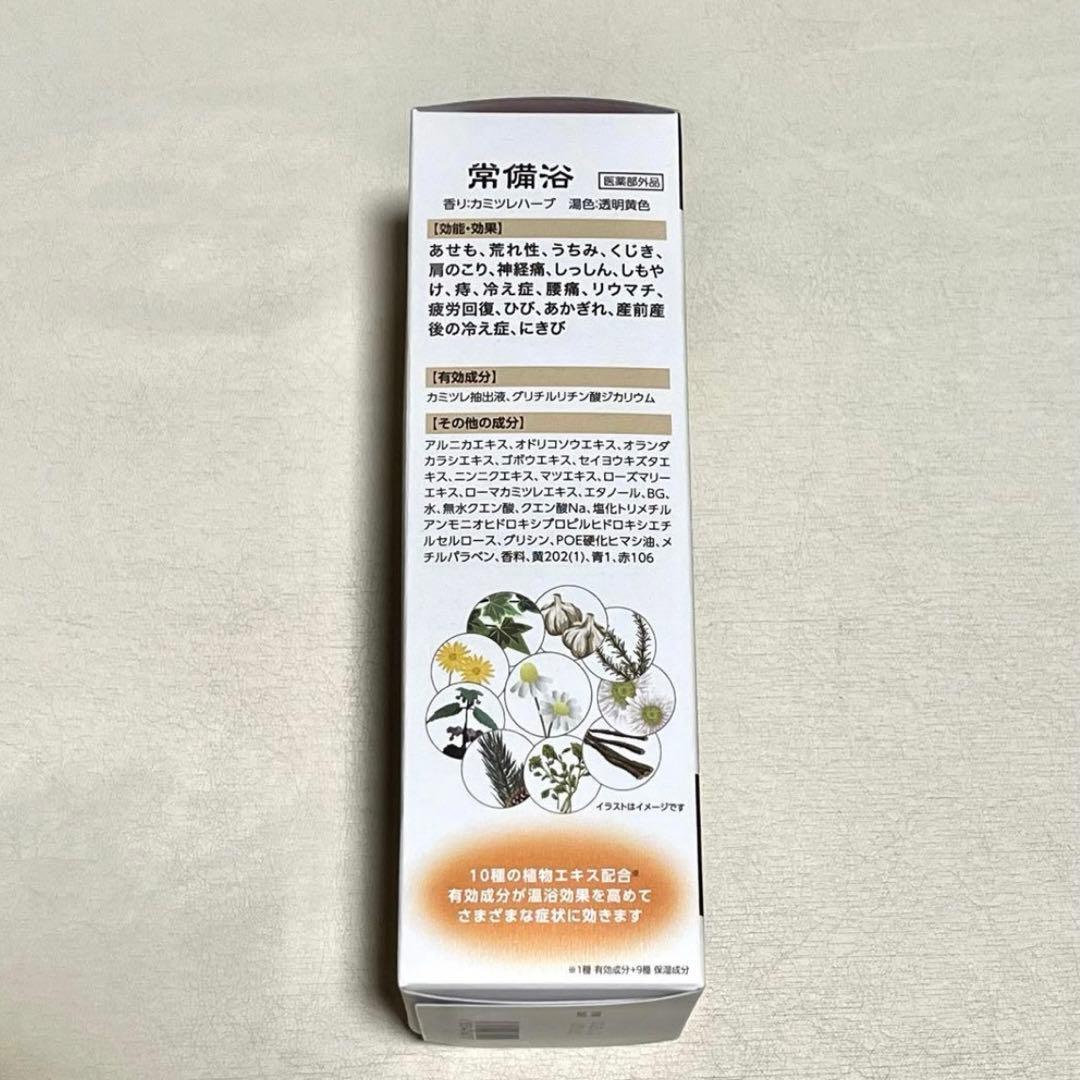 常備浴 医薬部外品
香り:カミツレハーブ 湯色:透明黄色
【効能・効果】
あせも、荒れ性、うちみ、くじき、
肩のこり、神経痛、しっしん、しもや
け、痔、冷え症、腰痛、リウマチ、
疲労回復、ひび、あかぎれ、産前産
後の冷え症、にきび
【有効成分】
カミツレ抽出液、グリチルリチン酸ジカリウム
【その他の成分】
アルニカエキス、オドリコソウエキス、オランダ
カラシエキス、ゴボウエキス、セイヨウキズタエ
キス、ニンニクエキス、マツエキス、ローズマリー
エキス、ローマカミツレエキス、エタノール、BG、
水、無水クエン酸、クエン酸Na、塩化トリメチル
アンモニオヒドロキシプロピルヒドロキシエチ
ルセルロース、グリシン、POE硬化ヒマシ油、メ
チルパラベン、香料、黄202(1)、青1、赤106
イラストはイメージです
10種の植物エキス配合※
有効成分が温浴効果を高めて
さまざまな症状に効きます
※1種 有効成分+9種 保湿成分